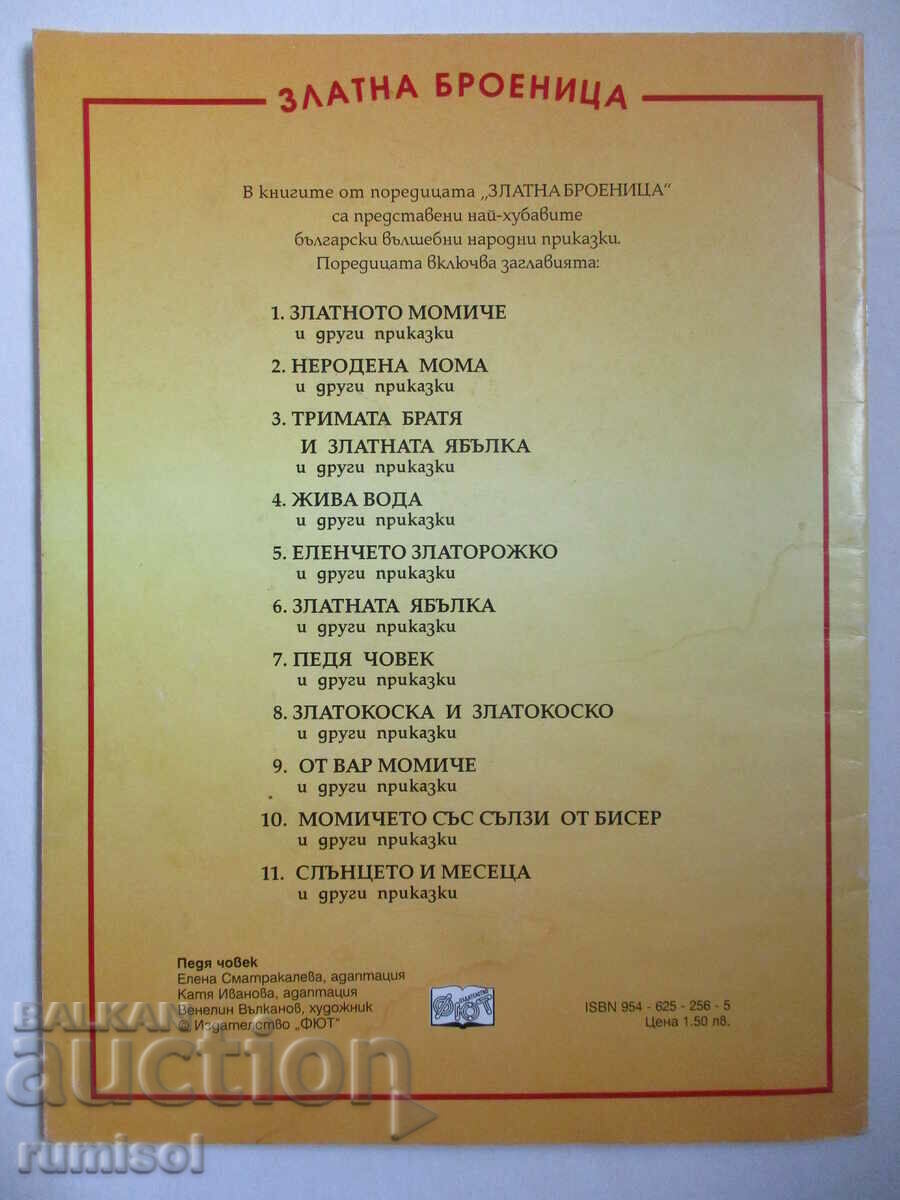 ЗЛАТНА БРОЕНИЦА
В книгите от поредицата „ЗЛАТНА БРОЕНИЦА“
са представени най-хубавите
български вълшебни народни приказки.
Поредицата включва заглавията:
1. ЗЛАТНОТО МОМИЧЕ
и други приказки
2. НЕРОДЕНА МОМА
и други приказки
3. ТРИМАТА БРАТЯ
И ЗЛАТНАТА ЯБЪЛКА
и други приказки
4. ЖИВА ВОДА
и други приказки
5. ЕЛЕНЧЕТО ЗЛАТОРОЖКО
и други приказки
6. ЗЛАТНАТА ЯБЪЛКА
и други приказки
7. ПЕДЯ ЧОВЕК
и други приказки
8. ЗЛАТОКОСКА И ЗЛАТОКОСКО
и други приказки
9. ОТ ВАР МОМИЧЕ
и други приказки
10. МОМИЧЕТО СЪС СЪЛЗИ ОТ БИСЕР
и други приказки
11. СЛЪНЦЕТО И МЕСЕЦА
и други приказки
Педя човек
Елена Сматракалева, адаптация
Катя Иванова, адаптация
Венелин Вълканов, художник
© Издателство „ФЮТ“
ИЗДАТЕЛСТВО
ФЮТ
ISBN 954 - 625 - 256 - 5
Цена 1.50 лв.
BALKAN
auction
rumisol